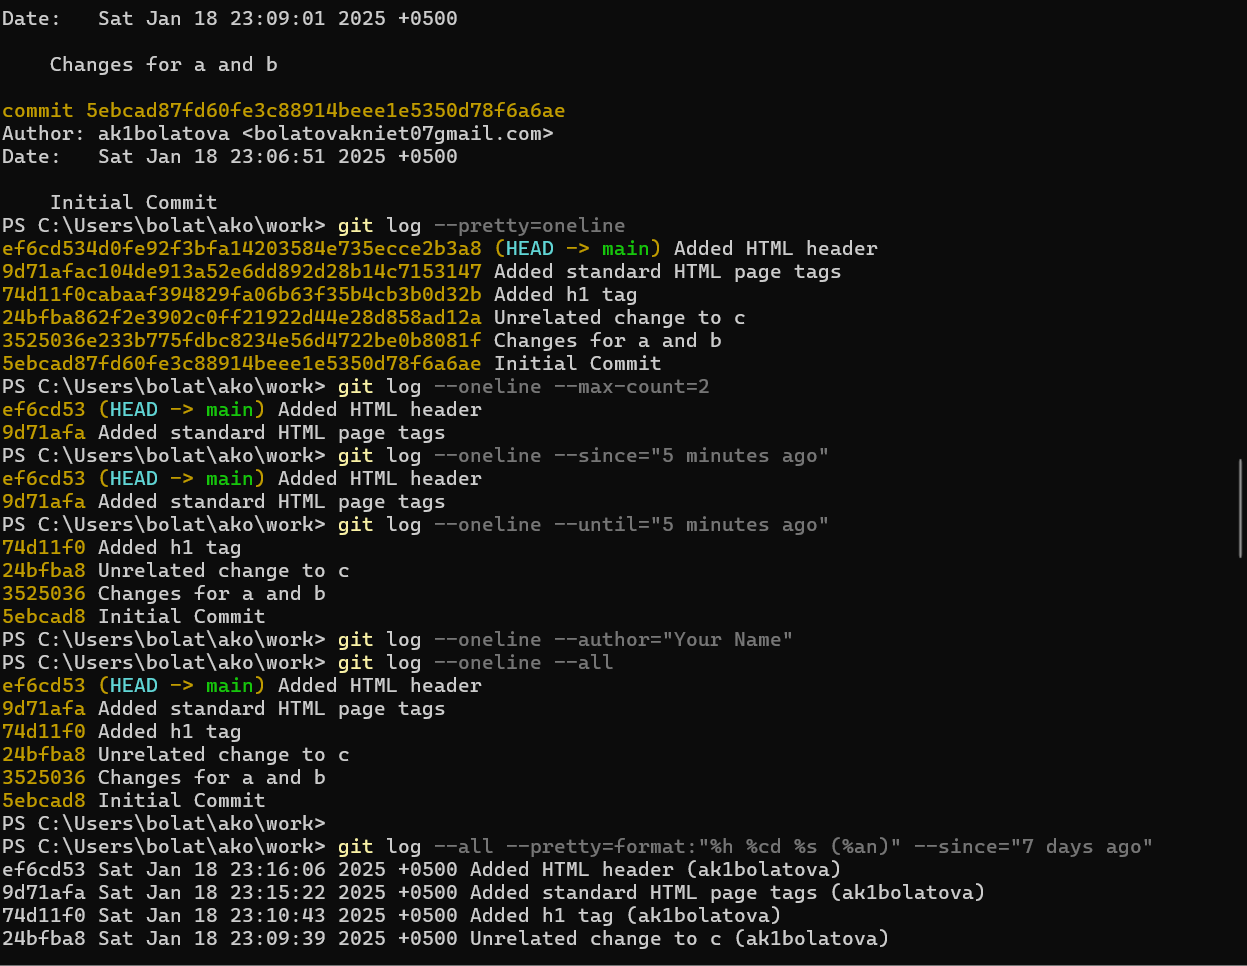 Date:   Sat Jan 18 23:09:01 2025 +0500
    Changes for a and b
commit 5ebcad87fd60fe3c88914beee1e5350d78f6a6ae
Author: ak1bolatova <bolatovakniet07gmail.com>
Date:   Sat Jan 18 23:06:51 2025 +0500
    Initial Commit
PS C:\Users\bolat\ako\work> git log --pretty=oneline
ef6cd534d0fe92f3bfa14203584e735ecce2b3a8 (HEAD -> main) Added HTML header
9d71afac104de913a52e6dd892d28b14c7153147 Added standard HTML page tags
74d11f0cabaaf394829fa06b63f35b4cb3b0d32b Added h1 tag
24bfba862f2e3902c0ff21922d44e28d858ad12a Unrelated change to c
3525036e233b775fdbc8234e56d4722be0b8081f Changes for a and b
5ebcad87fd60fe3c88914beee1e5350d78f6a6ae Initial Commit
PS C:\Users\bolat\ako\work> git log --oneline --max-count=2
ef6cd53 (HEAD -> main) Added HTML header
9d71afa Added standard HTML page tags
PS C:\Users\bolat\ako\work> git log --oneline --since="5 minutes ago"
ef6cd53 (HEAD -> main) Added HTML header
9d71afa Added standard HTML page tags
PS C:\Users\bolat\ako\work> git log --oneline --until="5 minutes ago"
74d11f0 Added h1 tag
24bfba8 Unrelated change to c
3525036 Changes for a and b
5ebcad8 Initial Commit
PS C:\Users\bolat\ako\work> git log --oneline --author="Your Name"
PS C:\Users\bolat\ako\work> git log --oneline --all
ef6cd53 (HEAD -> main) Added HTML header
9d71afa Added standard HTML page tags
74d11f0 Added h1 tag
24bfba8 Unrelated change to c
3525036 Changes for a and b
5ebcad8 Initial Commit
PS C:\Users\bolat\ako\work>
PS C:\Users\bolat\ako\work> git log --all --pretty=format:"%h %cd %s (%an)" --since="7 days ago"
ef6cd53 Sat Jan 18 23:16:06 2025 +0500 Added HTML header (ak1bolatova)
9d71afa Sat Jan 18 23:15:22 2025 +0500 Added standard HTML page tags (ak1bolatova)
74d11f0 Sat Jan 18 23:10:43 2025 +0500 Added h1 tag (ak1bolatova)
24bfba8 Sat Jan 18 23:09:39 2025 +0500 Unrelated change to c (ak1bolatova)